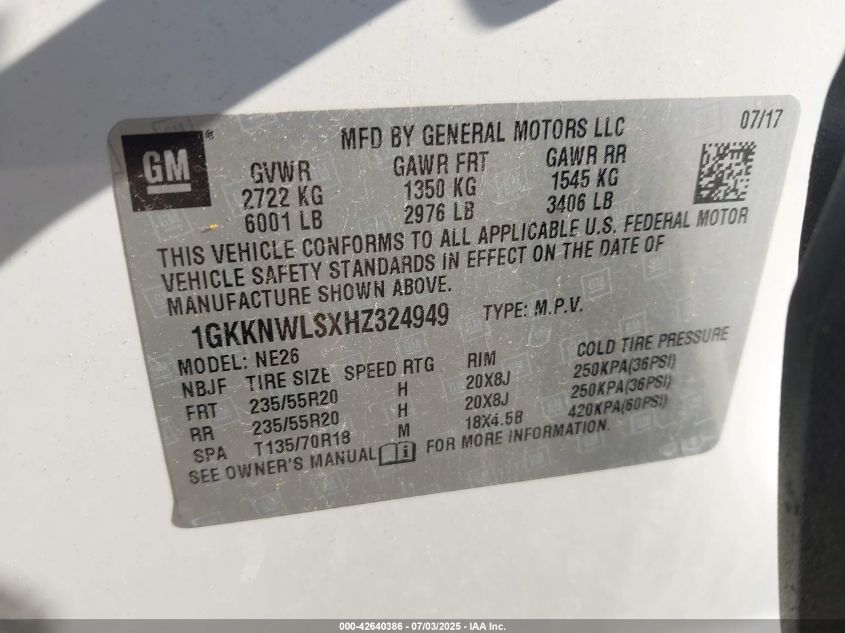 GM®
MFD BY GENERAL MOTORS LLC
07/17
GVWR GAWR FRT GAWR RR
2722 KG 1350 KG 1545 KG
6001 LB 2976 LB 3406 LB
THIS VEHICLE CONFORMS TO ALL APPLICABLE U.S. FEDERAL MOTOR
VEHICLE SAFETY STANDARDS IN EFFECT ON THE DATE OF
MANUFACTURE SHOWN ABOVE.
1GKKNWLSXHZ324949 TYPE: M.P.V.
MODEL: NE26
NBJF TIRE SIZE SPEED RTG RIM COLD TIRE PRESSURE
FRT 235/55R20 H 20X8J 250KPA(36PSI)
RR 235/55R20 H 20X8J 250KPA(36PSI)
SPA T135/70R18 M 18X4.5B 420KPA(60PSI)
SEE OWNER'S MANUAL FOR MORE INFORMATION.
000-42640386 - 07/03/2025 - IAA Inc.